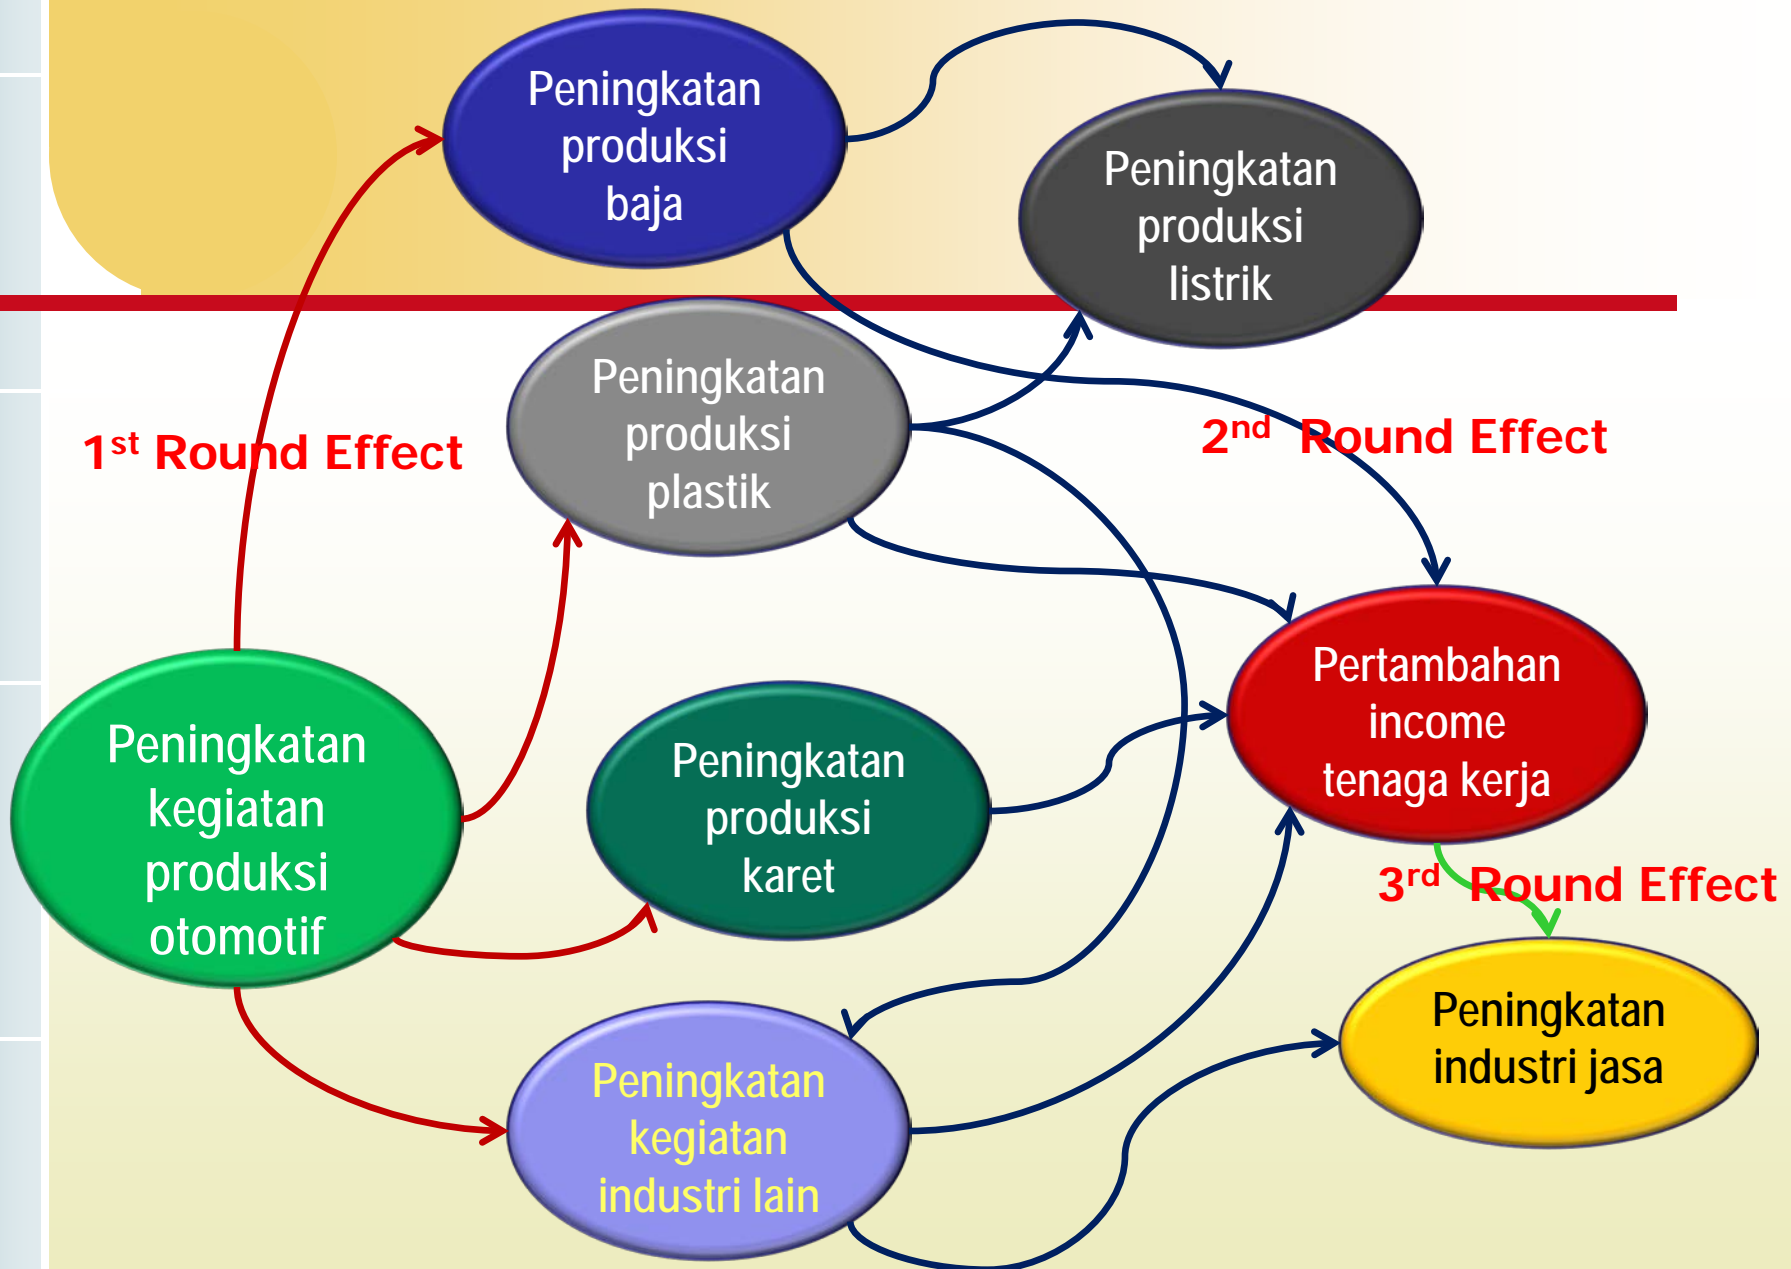 Peningkatan
produksi
baja
Peningkatan
produksi
listrik
Peningkatan
produksi
plastik
1st Round Effect
2nd Round Effect
Pertambahan
income
tenaga kerja
Peningkatan
kegiatan
produksi
otomotif
Peningkatan
produksi
karet
3rd Round Effect
Peningkatan
industri jasa
Peningkatan
kegiatan
industri lain